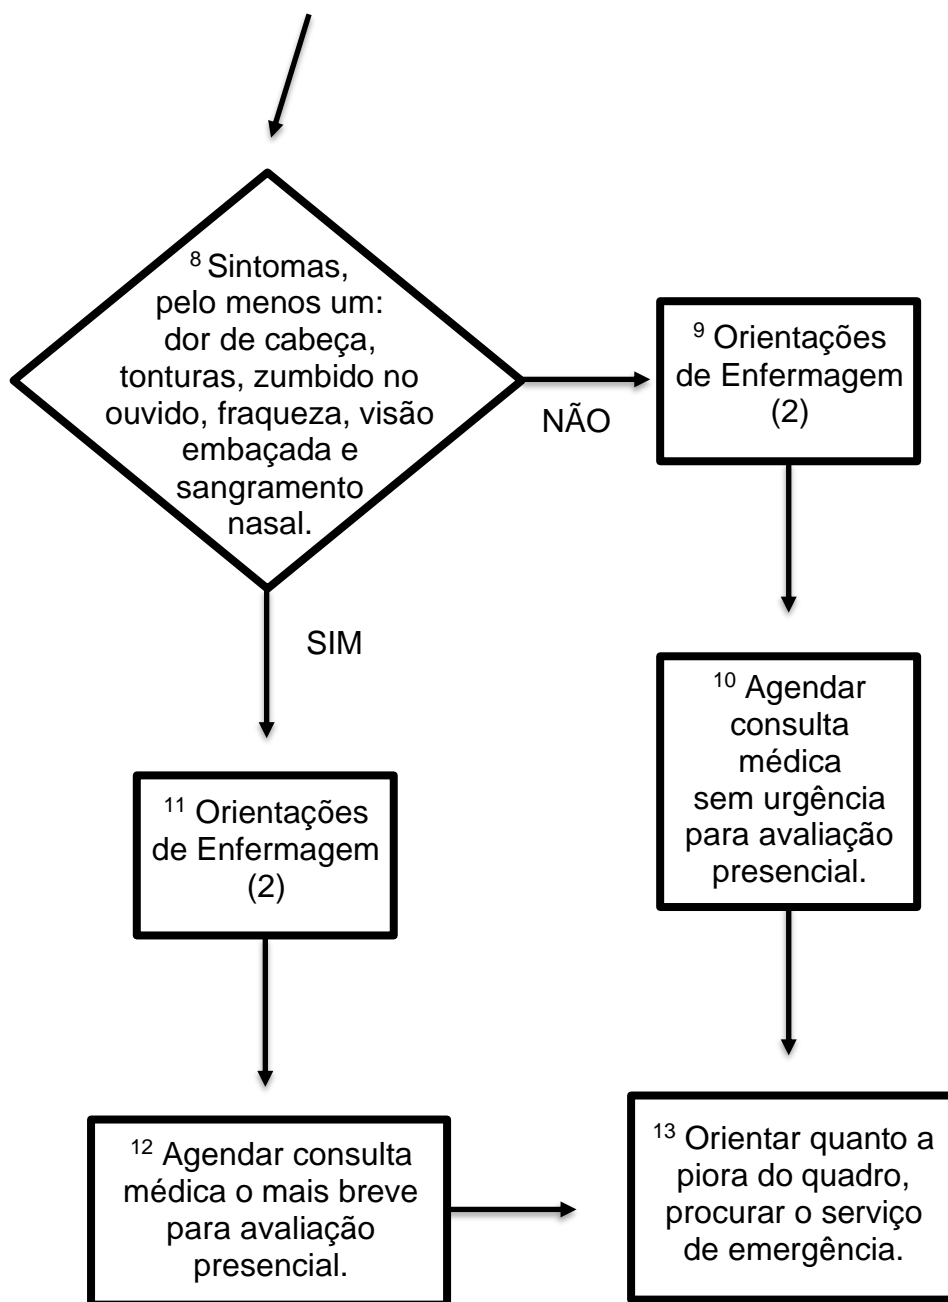 8 Sintomas,
pelo menos um:
dor de cabeça,
tonturas, zumbido no
ouvido, fraqueza, visão
embaçada e
sangramento
nasal.
NÃO
9 Orientações
de Enfermagem
(2)
SIM
10 Agendar
consulta
médica
sem urgência
para avaliação
presencial.
11 Orientações
de Enfermagem
(2)
12 Agendar consulta
médica o mais breve
para avaliação
presencial.
13 Orientar quanto a
piora do quadro,
procurar o serviço
de emergência.